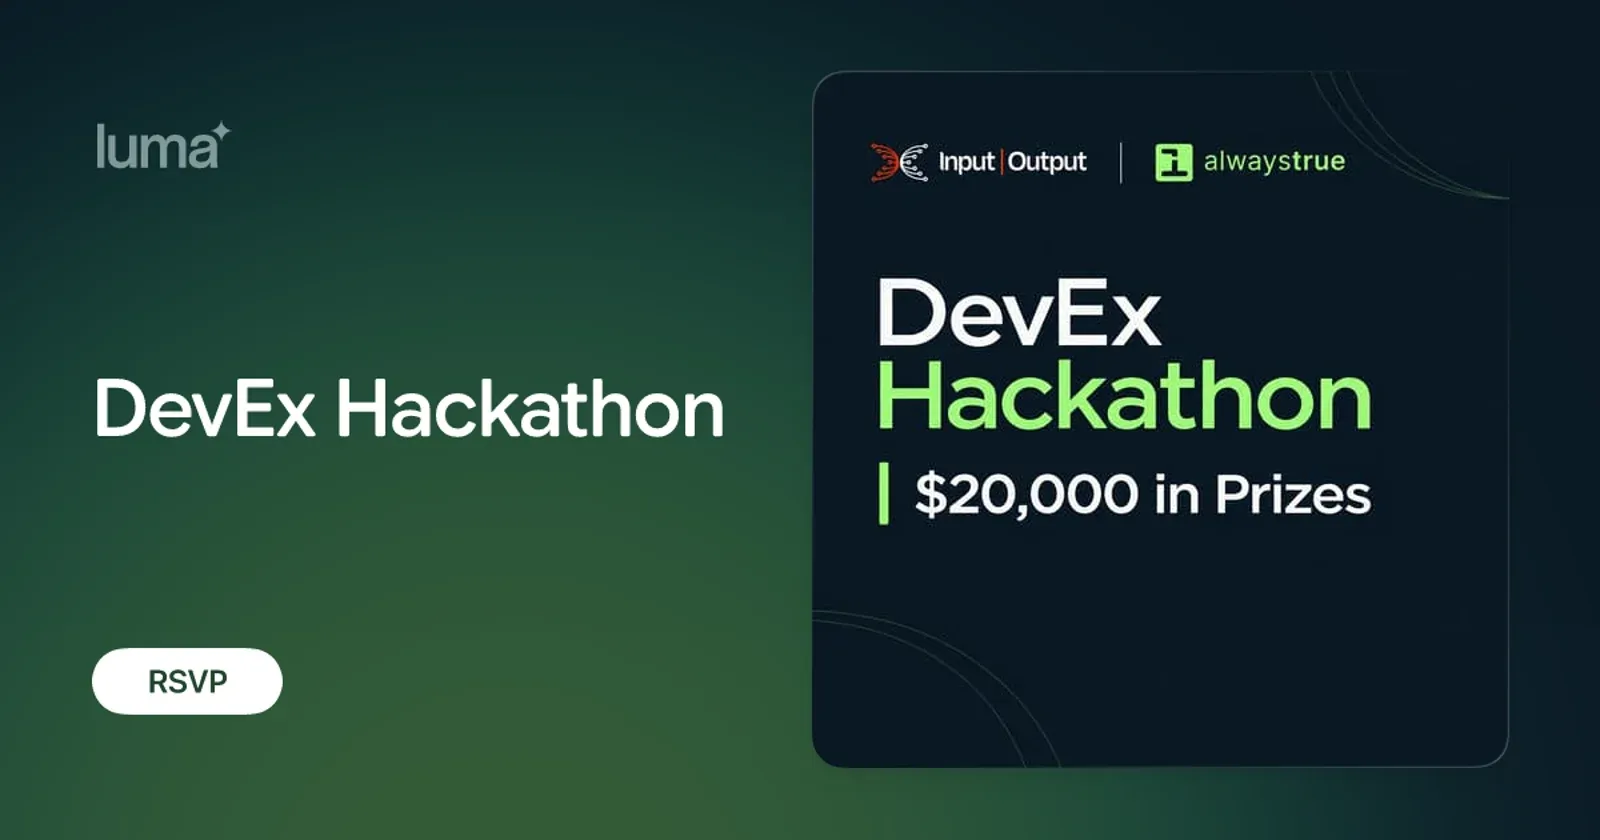 luma
DevEx Hackathon
RSVP
Input|Output
alwaystrue
DevEx
Hackathon
$20,000 in Prizes